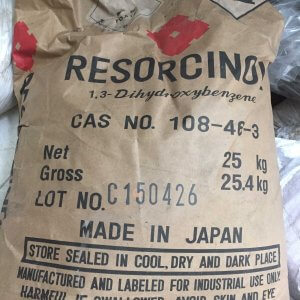 RESORCINOL
1,3-Dihydroxybenzene
CAS NO. 108-46-3
Net 25 kg
Gross 25.4 kg
LOT NO. C150426
MADE IN JAPAN
STORE SEALED IN COOL, DRY AND DARK PLACE
MANUFACTURED AND LABELED FOR INDUSTRIAL USE ONLY
HARMFUL IF SWALLOWED AVOID SKIN AND EYE